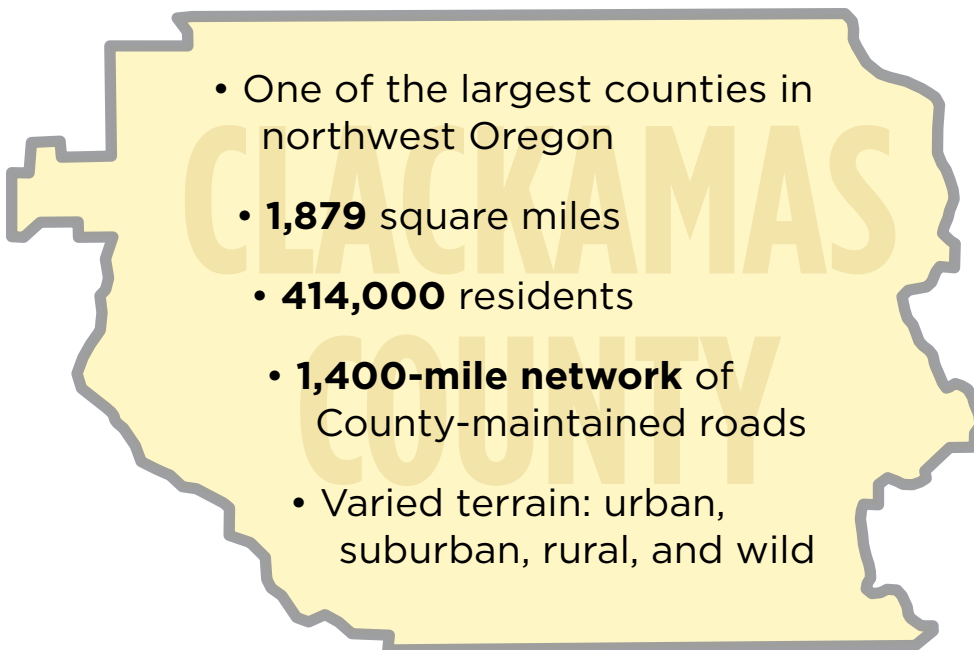 CLACKAMAS
COUNTY
• One of the largest counties in
northwest Oregon
• 1,879 square miles
• 414,000 residents
• 1,400-mile network of
County-maintained roads
• Varied terrain: urban,
suburban, rural, and wild